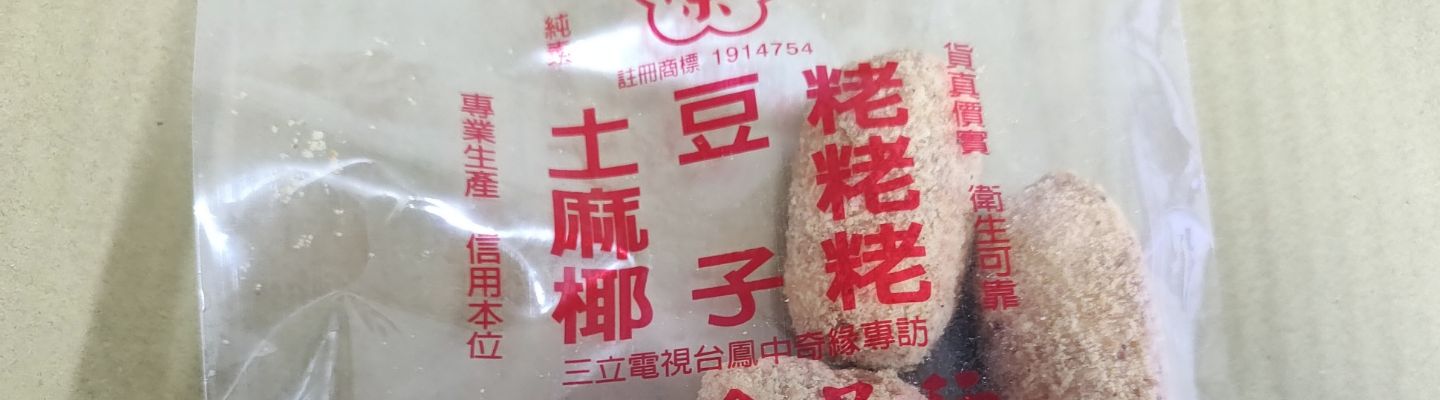 註冊商標 1914754
純素
貨真價實 衛生可靠
土豆粩
麻粩
椰子粩
專業生產 信用本位
三立電視台鳳中奇緣專訪